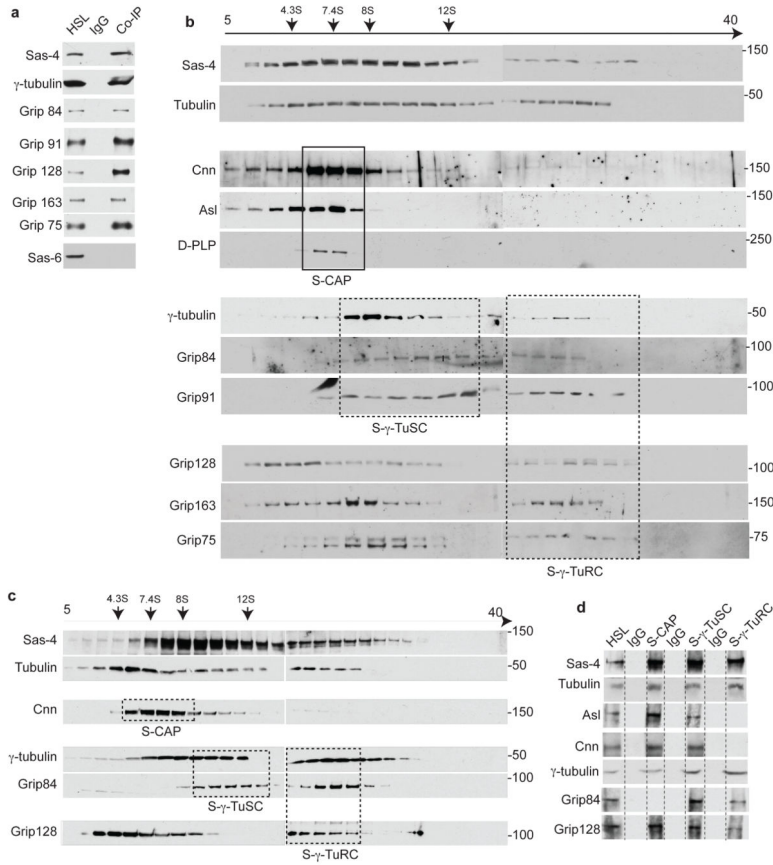 a
HSL
IgG
Co-IP
Sas-4
γ-tubulin
Grip 84
Grip 91
Grip 128
Grip 163
Grip 75
Sas-6
b
5
4.3S
7.4S
8S
12S
40
Sas-4
-150
Tubulin
-50
Cnn
-150
Asl
-150
D-PLP
-250
S-CAP
γ-tubulin
-50
Grip84
-100
Grip91
-100
S-γ-TuSC
Grip128
-100
Grip163
-150
Grip75
-75
S-γ-TuRC
c
5
4.3S
7.4S
8S
12S
40
Sas-4
-150
Tubulin
-50
Cnn
-150
S-CAP
γ-tubulin
-50
Grip84
-100
S-γ-TuSC
Grip128
-100
S-γ-TuRC
d
HSL
IgG
S-CAP
IgG
S-γ-TuSC
IgG
S-γ-TuRC
Sas-4
Tubulin
Asl
Cnn
γ-tubulin
Grip84
Grip128